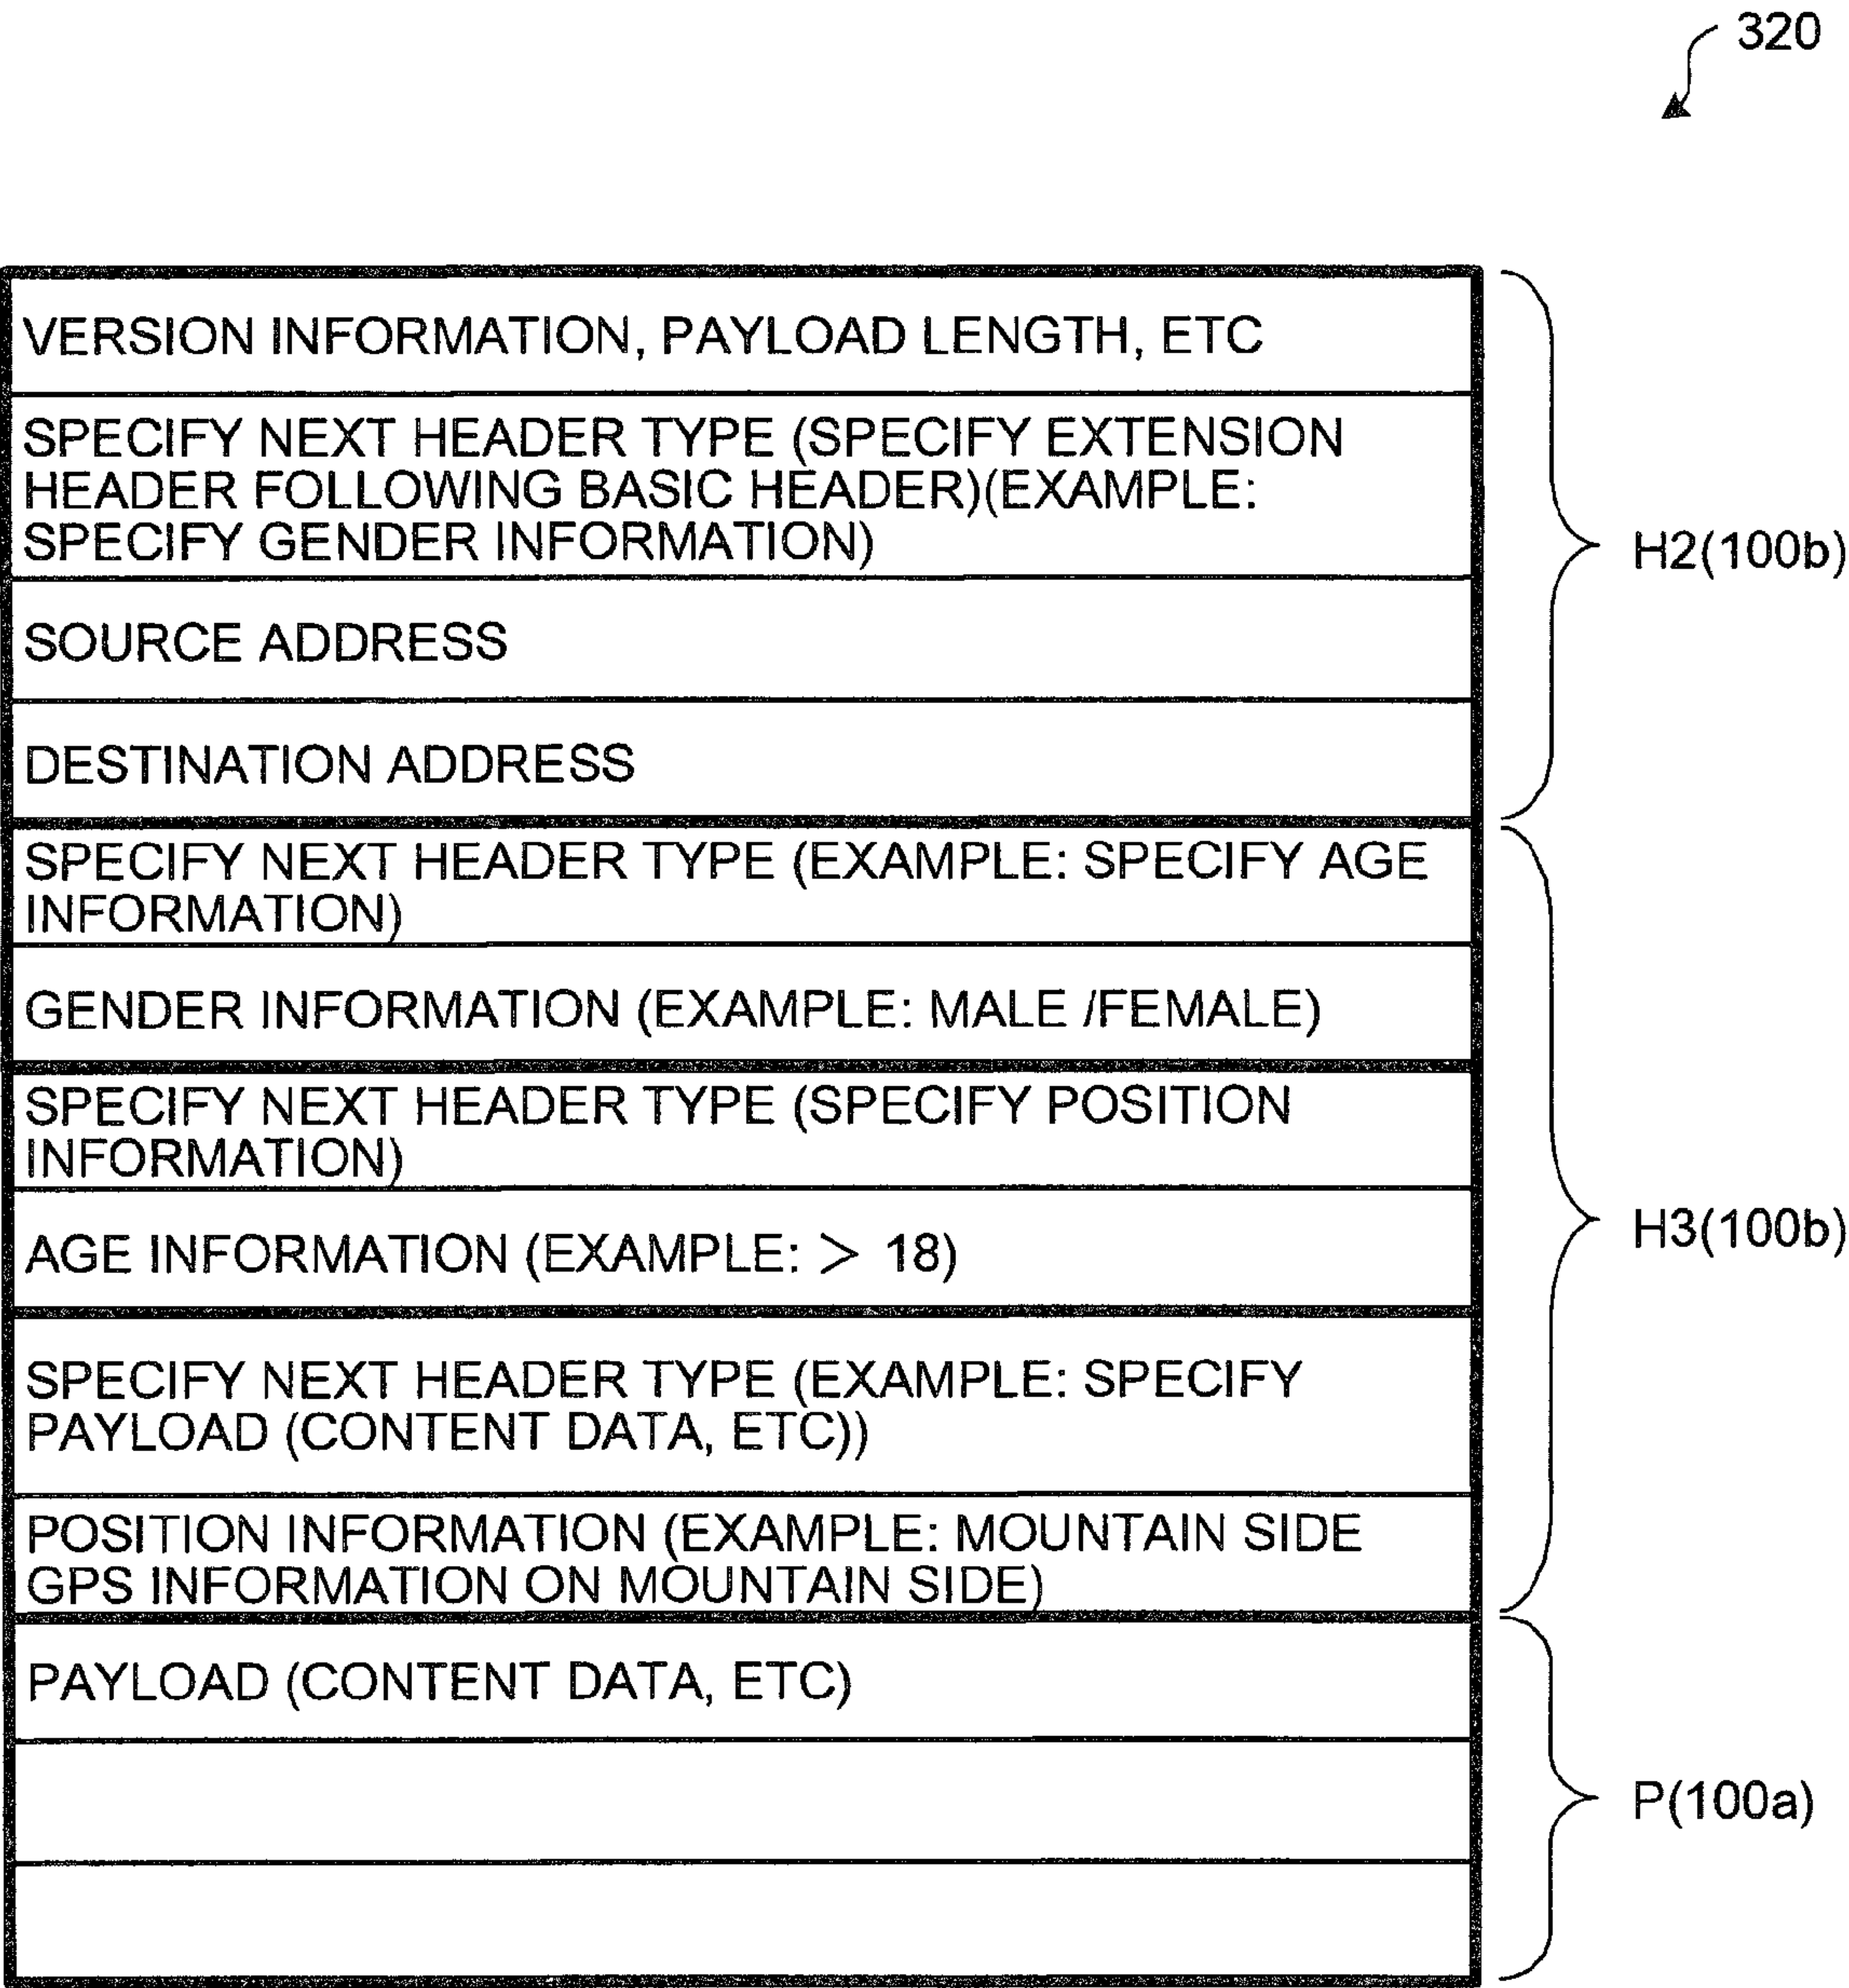 320
VERSION INFORMATION, PAYLOAD LENGTH, ETC
SPECIFY NEXT HEADER TYPE (SPECIFY EXTENSION
HEADER FOLLOWING BASIC HEADER)(EXAMPLE:
SPECIFY GENDER INFORMATION)
H2(100b)
SOURCE ADDRESS
DESTINATION ADDRESS
SPECIFY NEXT HEADER TYPE (EXAMPLE: SPECIFY AGE
INFORMATION)
GENDER INFORMATION (EXAMPLE: MALE /FEMALE)
SPECIFY NEXT HEADER TYPE (SPECIFY POSITION
INFORMATION)
H3(100b)
AGE INFORMATION (EXAMPLE: > 18)
SPECIFY NEXT HEADER TYPE (EXAMPLE: SPECIFY
PAYLOAD (CONTENT DATA, ETC))
POSITION INFORMATION (EXAMPLE: MOUNTAIN SIDE
GPS INFORMATION ON MOUNTAIN SIDE)
PAYLOAD (CONTENT DATA, ETC)
P(100a)